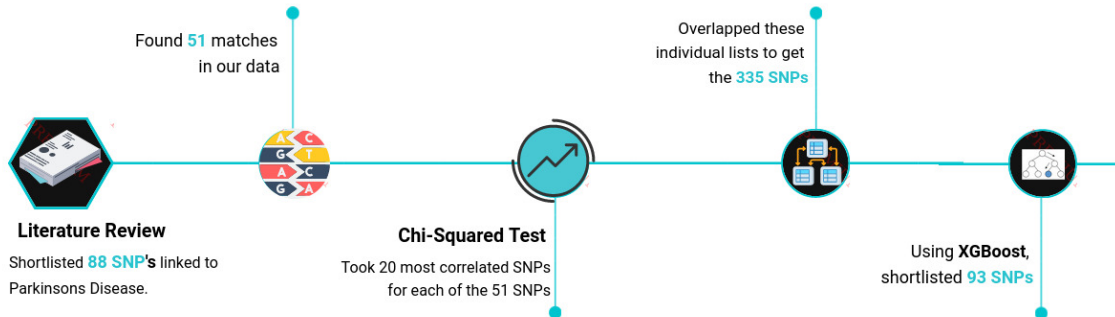 Found 51 matches
in our data
Overlapped these
individual lists to get
the 335 SNPs
A C
G T
A C
G A
Literature Review
Shortlisted 88 SNP's linked to
Parkinsons Disease.
Chi-Squared Test
Took 20 most correlated SNPs
for each of the 51 SNPs
Using XGBoost,
shortlisted 93 SNPs